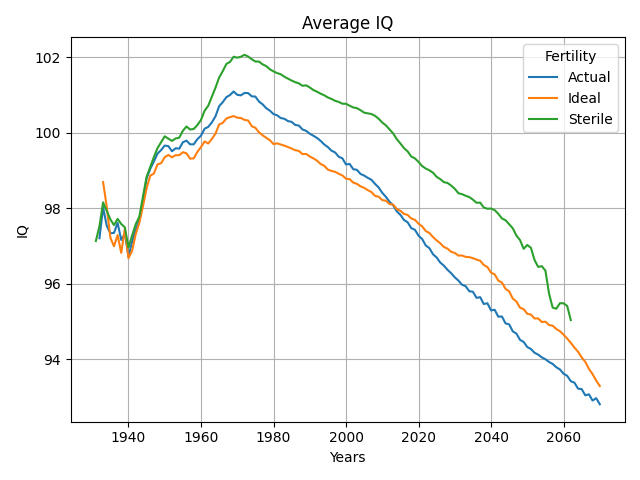 Average IQ
Fertility
Actual
Ideal
Sterile
IQ
102
100
98
96
94
1940
1960
1980
2000
2020
2040
2060
Years